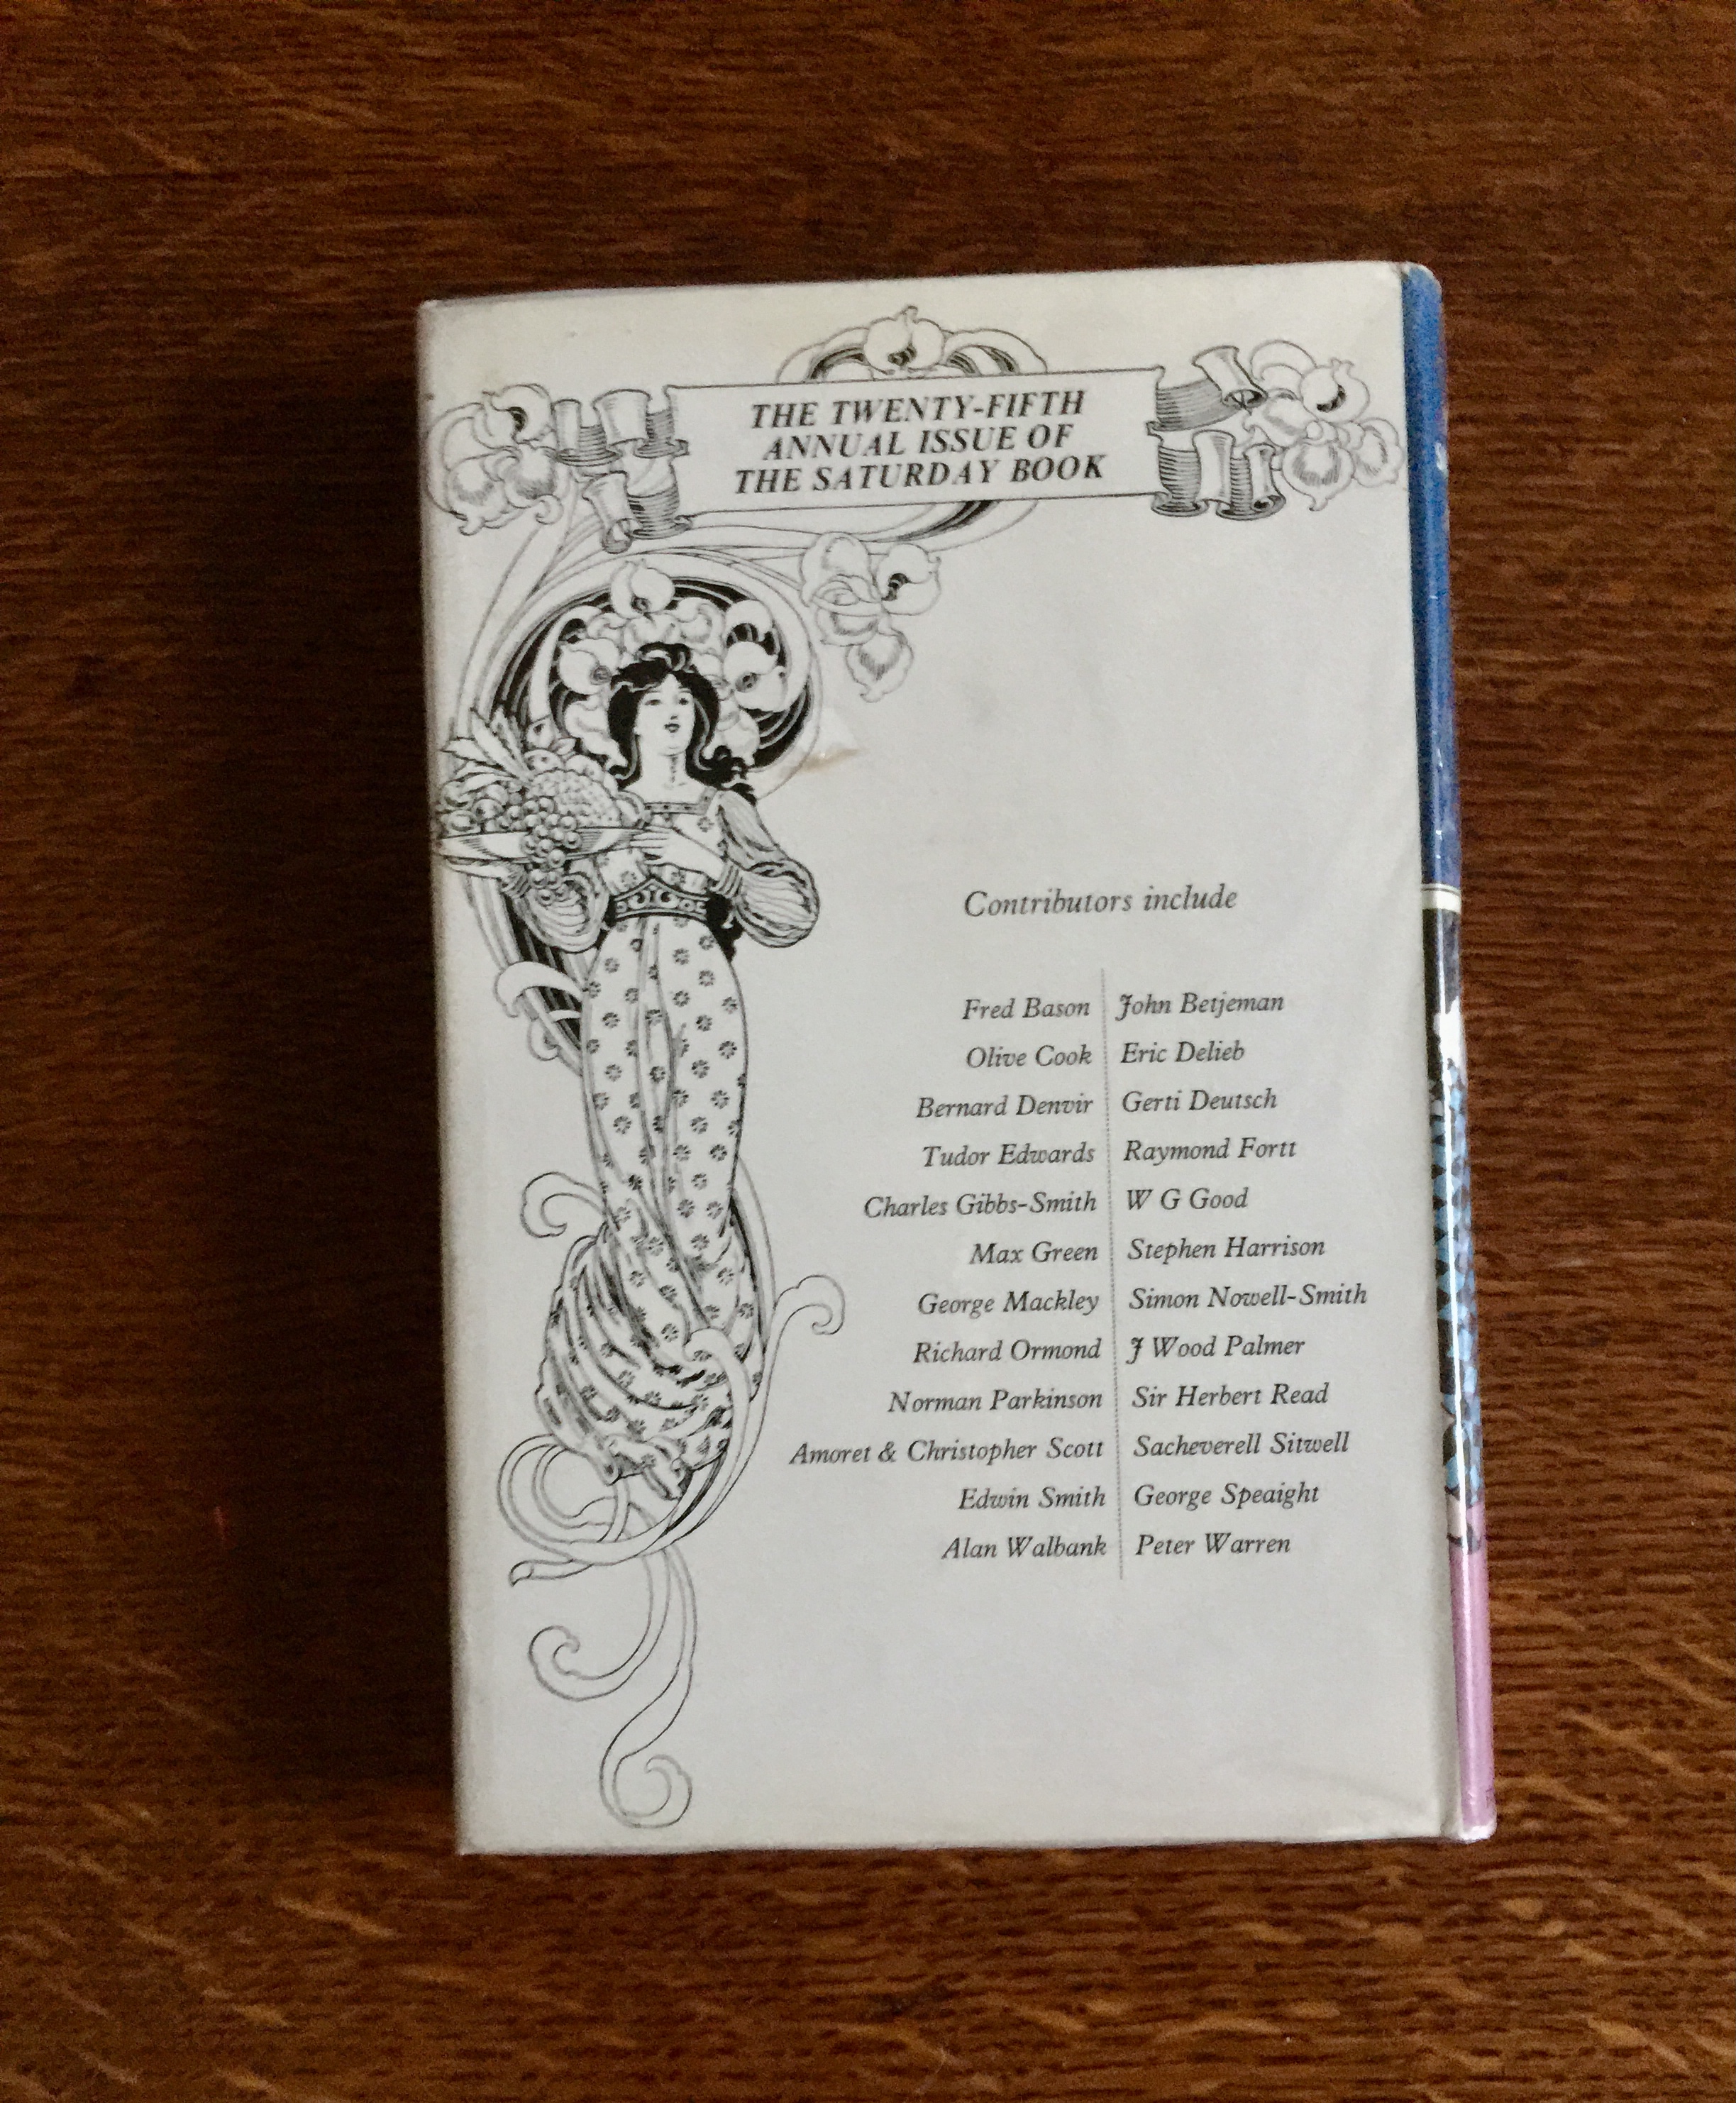 THE TWENTY-FIFTH
ANNUAL ISSUE OF
THE SATURDAY BOOK
Contributors include
Fred Bason John Betjeman
Olive Cook Eric Delieb
Bernard Denvir Gerti Deutsch
Tudor Edwards Raymond Fortt
Charles Gibbs-Smith W G Good
Max Green Stephen Harrison
George Mackley Simon Nowell-Smith
Richard Ormond J Wood Palmer
Norman Parkinson Sir Herbert Read
Amoret & Christopher Scott Sacheverell Sitwell
Edwin Smith George Speaight
Alan Walbank Peter Warren